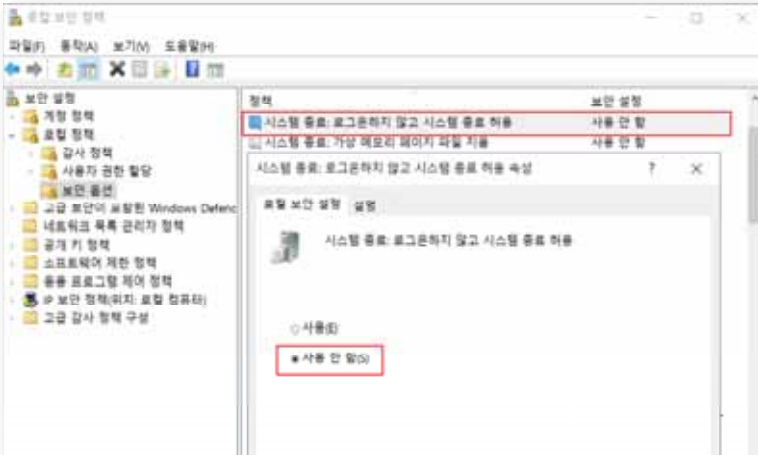 로컬 보안 정책
파일(F) 동작(A) 보기(V) 도움말(H)
보안 설정
계정 정책
로컬 정책
감사 정책
사용자 권한 할당
보안 옵션
고급 보안이 포함된 Windows Defenc
네트워크 목록 관리자 정책
공개 키 정책
소프트웨어 제한 정책
응용 프로그램 제어 정책
IP 보안 정책(위치: 로컬 컴퓨터)
고급 감사 정책 구성
정책 보안 설정
시스템 종료: 로그온하지 않고 시스템 종료 허용 사용 안 함
시스템 종료: 가상 메모리 페이지 파일 지움 사용 안 함
시스템 종료: 로그온하지 않고 시스템 종료 허용 속성 ?
로컬 보안 설정 설명
시스템 종료: 로그온하지 않고 시스템 종료 허용
사용(E)
사용 안 함(S)